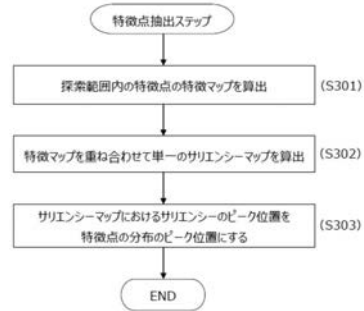 特徴点抽出ステップ
探索範囲内の特徴点の特徴マップを算出
(S301)
特徴マップを重ね合わせて単一のサリエンシーマップを算出
(S302)
サリエンシーマップにおけるサリエンシーのピーク位置を
特徴点の分布のピーク位置にする
(S303)
END